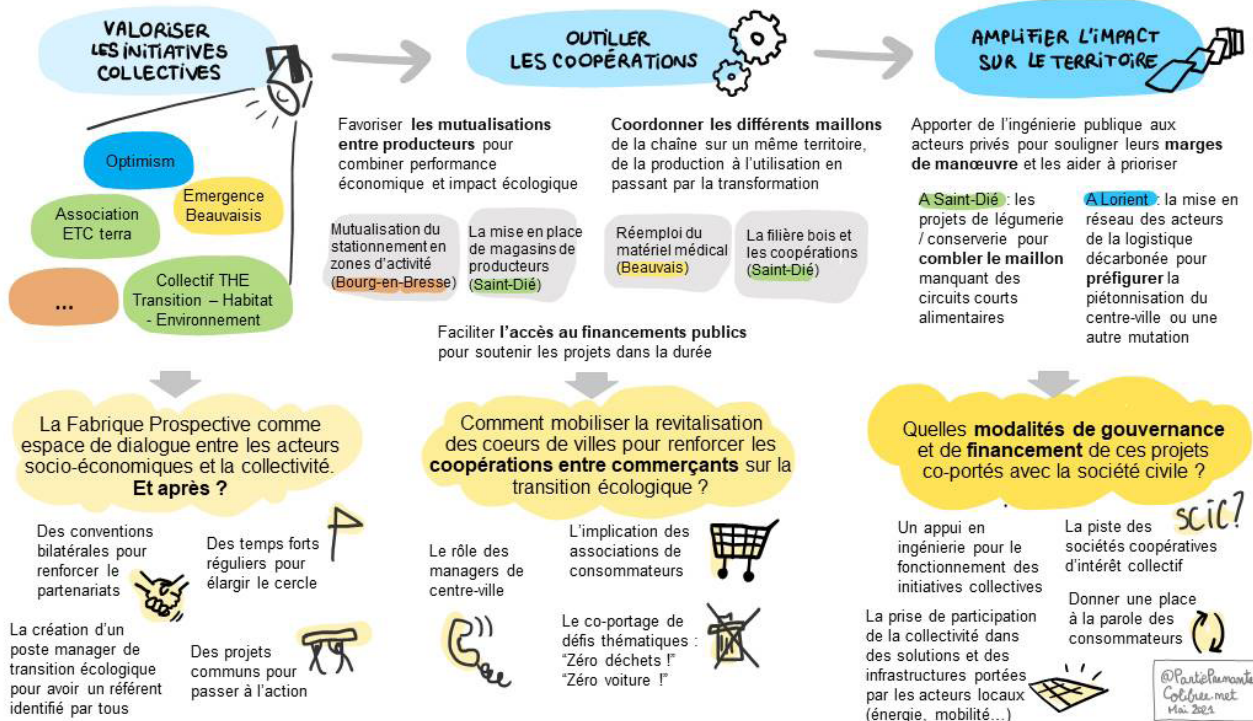 VALORISER
LES INITIATIVES
COLLECTIVES
OUTILLER
LES COOPÉRATIONS
AMPLIFIER L'IMPACT
SUR LE TERRITOIRE
Optimism
Emergence
Beauvaisis
Association
ETC terra
...
Collectif THE
Transition – Habitat
- Environnement
Favoriser les mutualisations
entre producteurs pour
combiner performance
économique et impact écologique
Coordonner les différents maillons
de la chaîne sur un même territoire,
de la production à l'utilisation en
passant par la transformation
Mutualisation du
stationnement en
zones d'activité
(Bourg-en-Bresse)
La mise en place
de magasins de
producteurs
(Saint-Dié)
Réemploi du
matériel médical
(Beauvais)
La filière bois et
les coopérations
(Saint-Dié)
Faciliter l'accès au financements publics
pour soutenir les projets dans la durée
Apporter de l'ingénierie publique aux
acteurs privés pour souligner leurs marges
de manœuvre et les aider à prioriser
A Saint-Dié : les
projets de légumerie
/ conserverie pour
combler le maillon
manquant des
circuits courts
alimentaires
A Lorient : la mise en
réseau des acteurs
de la logistique
décarbonée pour
préfigurer la
piétonnisation du
centre-ville ou une
autre mutation
La Fabrique Prospective comme
espace de dialogue entre les acteurs
socio-économiques et la collectivité.
Et après ?
Des conventions
bilatérales pour
renforcer le
partenariats
Des temps forts
réguliers pour
élargir le cercle
La création d'un
poste manager de
transition écologique
pour avoir un référent
identifié par tous
Des projets
communs pour
passer à l'action
Comment mobiliser la revitalisation
des coeurs de villes pour renforcer les
coopérations entre commerçants sur la
transition écologique ?
Le rôle des
managers de
centre-ville
L'implication des
associations de
consommateurs
Le co-portage de
défis thématiques :
"Zéro déchets !"
"Zéro voiture !"
Quelles modalités de gouvernance
et de financement de ces projets
co-portés avec la société civile ?
Un appui en
ingénierie pour le
fonctionnement des
initiatives collectives
La piste des
sociétés coopératives
d'intérêt collectif
SCIC?
La prise de participation
de la collectivité dans
des solutions et des
infrastructures portées
par les acteurs locaux
(énergie, mobilité...)
Donner une place
à la parole des
consommateurs
@PartiePrenante
Colibree.net
Mai 2021